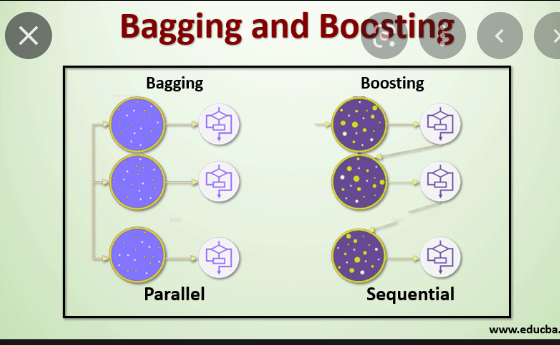 Bagging and Boosting
Bagging
Boosting
Parallel
Sequential
www.educba.